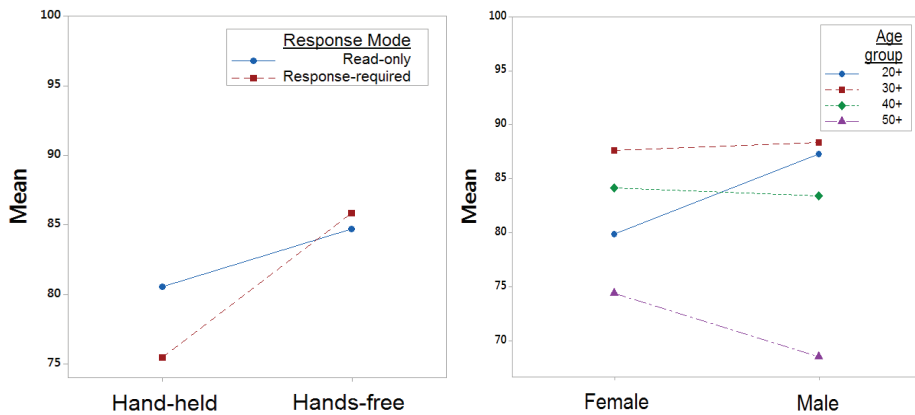 100
95
90
85
80
75
Mean
Response Mode
Read-only
Response-required
Hand-held
Hands-free
100
95
90
85
80
75
70
Mean
Age
group
20+
30+
40+
50+
Female
Male